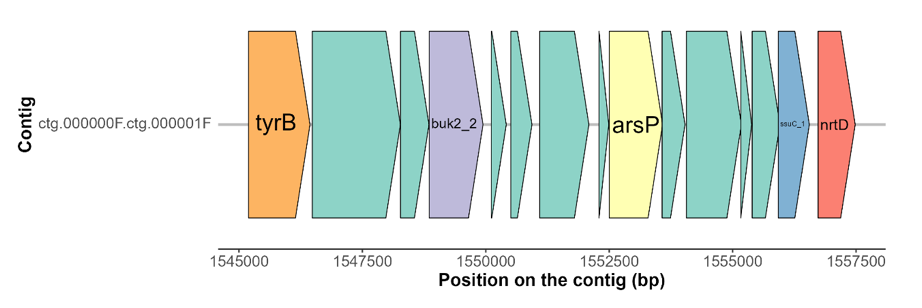 Contig
ctg.000000F.ctg.000001F
tyrB
buk2_2
arsP
ssuC_1
nrtD
1545000
1547500
1550000
1552500
1555000
1557500
Position on the contig (bp)